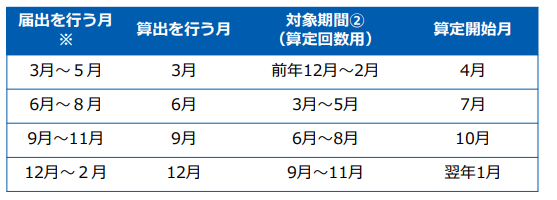 届出を行う月
※
算出を行う月
対象期間②
（算定回数用）
算定開始月
3月～５月
3月
前年12月～2月
4月
6月～８月
6月
3月～5月
7月
9月～11月
9月
6月～8月
10月
12月～２月
12月
9月～11月
翌年1月